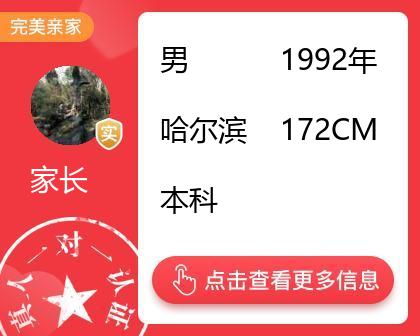 完美亲家
男 1992年
哈尔滨 172CM
本科
实
家长
点击查看更多信息
真人一对一认证